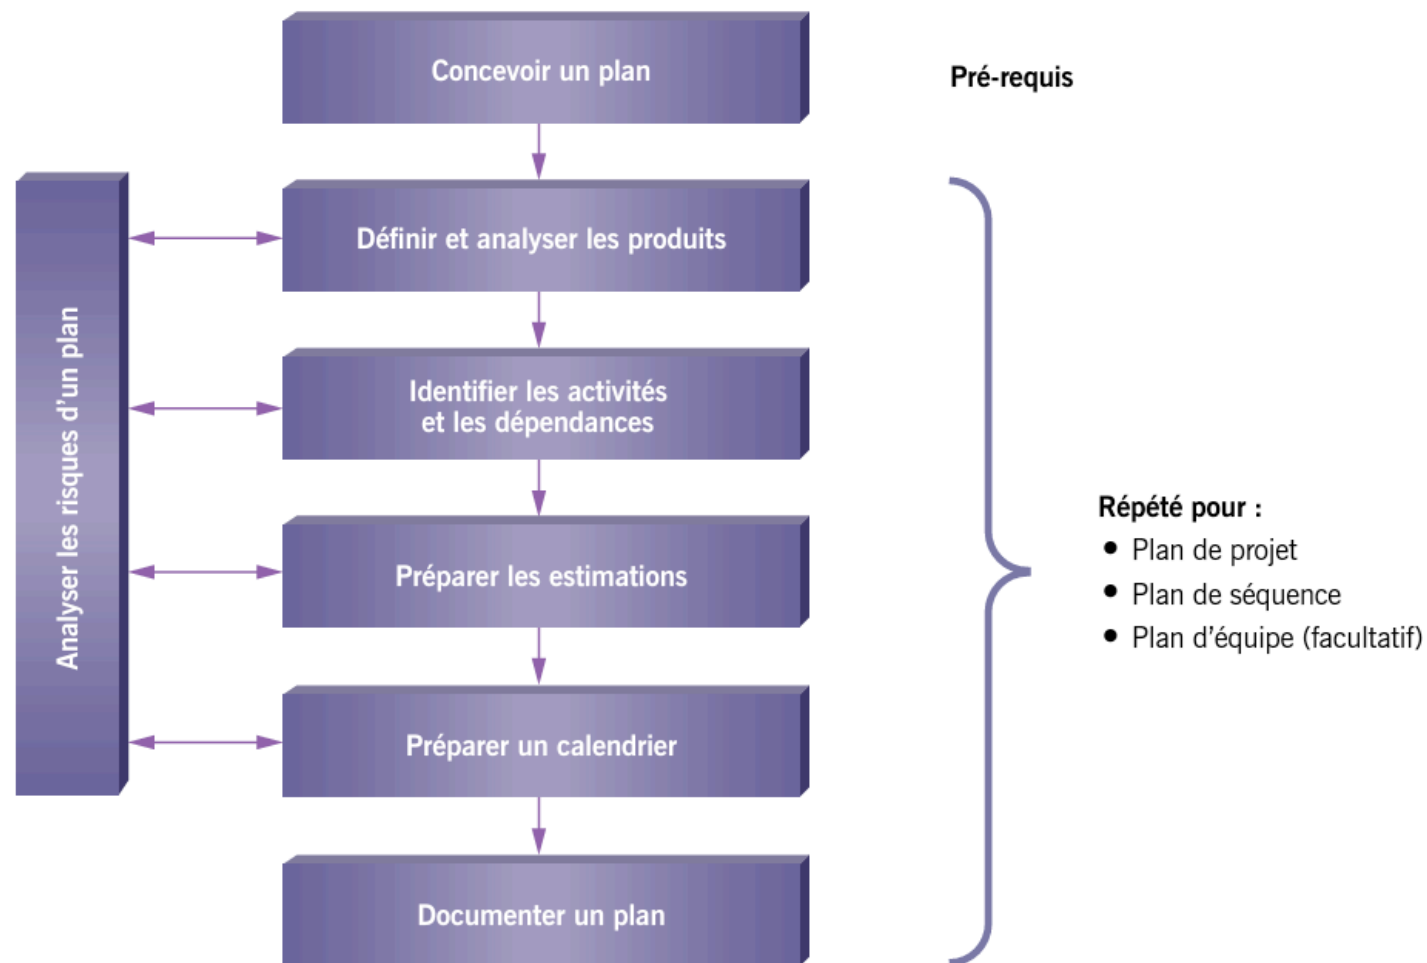 Concevoir un plan
Pré-requis
Analyser les risques d’un plan
Définir et analyser les produits
Identifier les activités
et les dépendances
Préparer les estimations
Préparer un calendrier
Documenter un plan
Répété pour :
• Plan de projet
• Plan de séquence
• Plan d’équipe (facultatif)